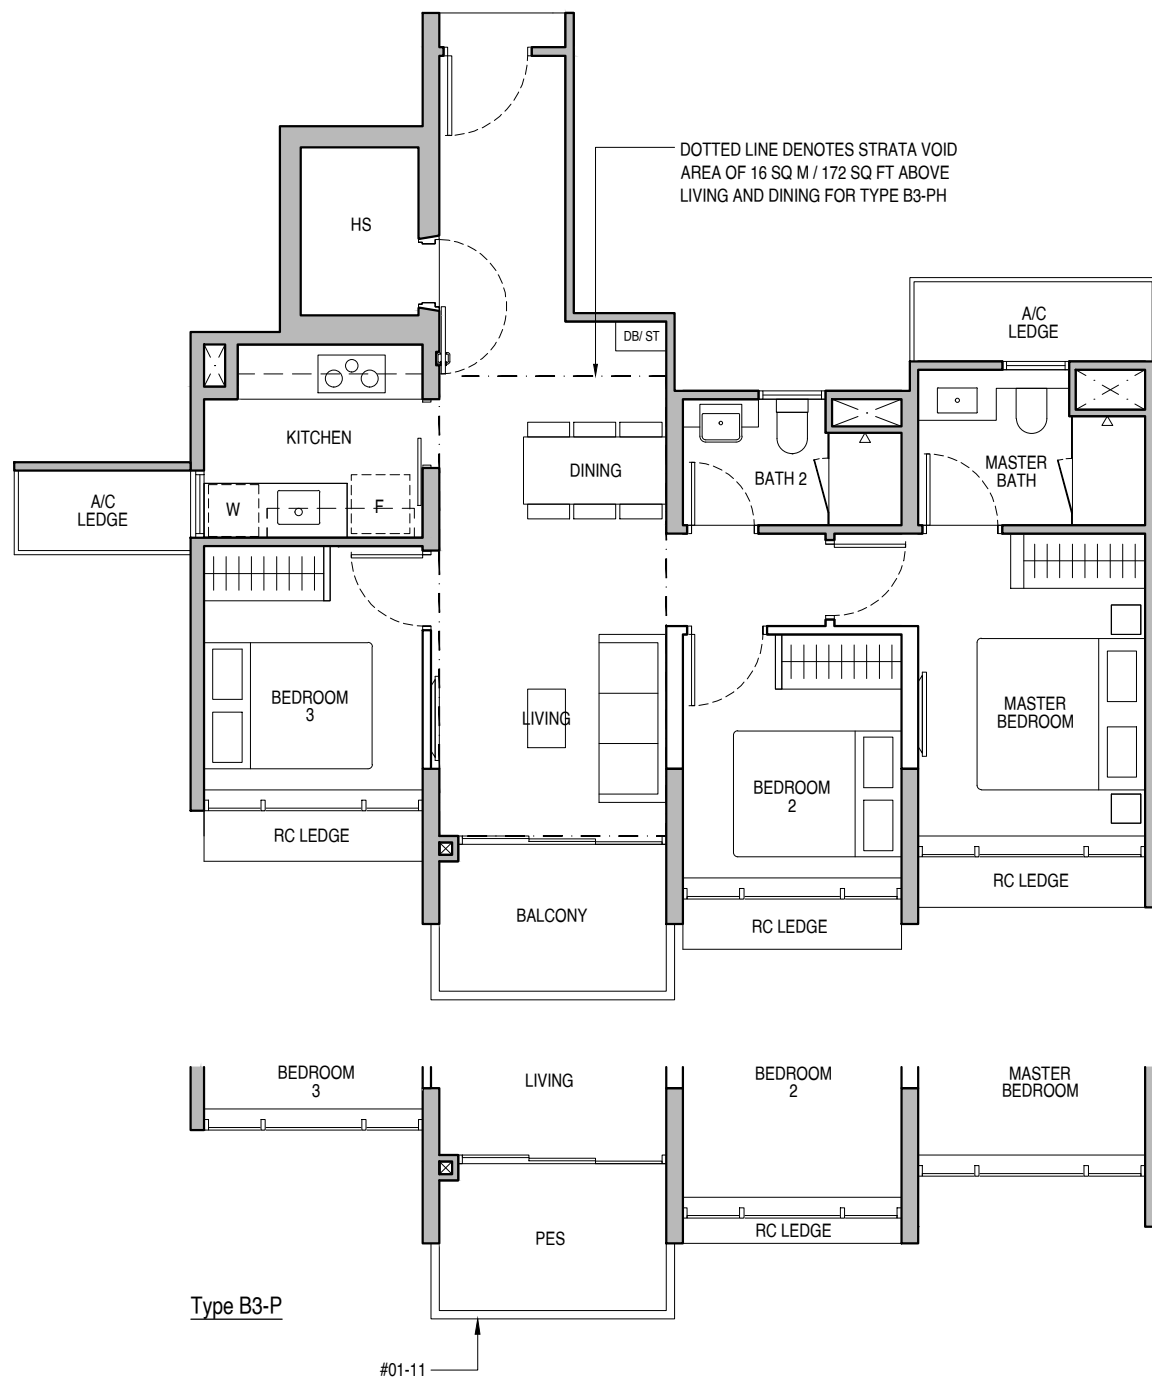 DOTTED LINE DENOTES STRATA VOID
AREA OF 16 SQ M / 172 SQ FT ABOVE
LIVING AND DINING FOR TYPE B3-PH
HS
A/C
LEDGE
DB/ ST
KITCHEN
DINING
BATH 2
MASTER
BATH
A/C
LEDGE
W
F
BEDROOM
3
LIVING
MASTER
BEDROOM
BEDROOM
2
RC LEDGE
RC LEDGE
BALCONY
RC LEDGE
BEDROOM
3
LIVING
BEDROOM
2
MASTER
BEDROOM
PES
RC LEDGE
Type B3-P
#01-11